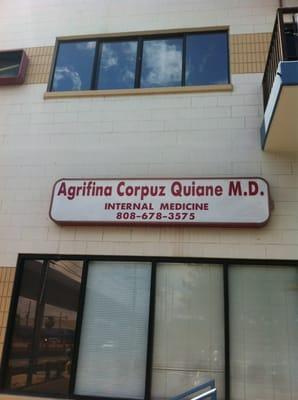 Agrifina Corpuz Quiane M.D.
INTERNAL MEDICINE
808-678-3575